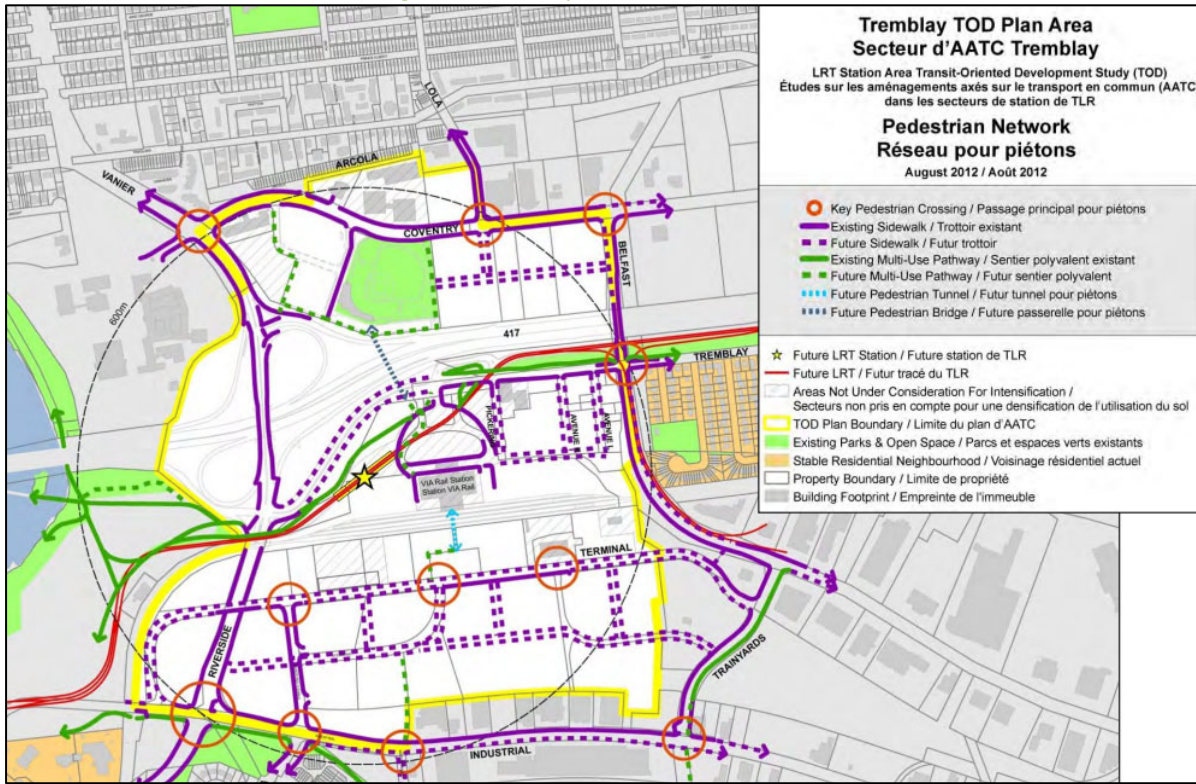 Tremblay TOD Plan Area
Secteur d'AATC Tremblay
LRT Station Area Transit-Oriented Development Study (TOD)
Études sur les aménagements axés sur le transport en commun (AATC)
dans les secteurs de station de TLR
Pedestrian Network
Réseau pour piétons
August 2012 / Août 2012
Key Pedestrian Crossing / Passage principal pour piétons
Existing Sidewalk / Trottoir existant
Future Sidewalk / Futur trottoir
Existing Multi-Use Pathway / Sentier polyvalent existant
Future Multi-Use Pathway / Futur sentier polyvalent
Future Pedestrian Tunnel / Futur tunnel pour piétons
Future Pedestrian Bridge / Future passerelle pour piétons
Future LRT Station / Future station de TLR
Future LRT / Futur tracé du TLR
Areas Not Under Consideration For Intensification /
Secteurs non pris en compte pour une densification de l'utilisation du sol
TOD Plan Boundary / Limite du plan d'AATC
Existing Parks & Open Space / Parcs et espaces verts existants
Stable Residential Neighbourhood / Voisinage résidentiel actuel
Property Boundary / Limite de propriété
Building Footprint / Empreinte de l'immeuble
LOLA
ARCOLA
VANIER
COVENTRY
BELFAST
600m
417
TREMBLAY
PICKERING
AVENUE
AVENUE
VIA Rail Station
Station VIA Rail
TERMINAL
RIVERSIDE
TRAINYARDS
INDUSTRIAL